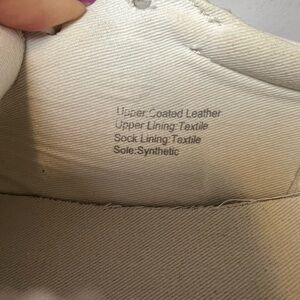 Upper:Coated Leather
Upper Lining:Textile
Sock Lining:Textile
Sole:Synthetic